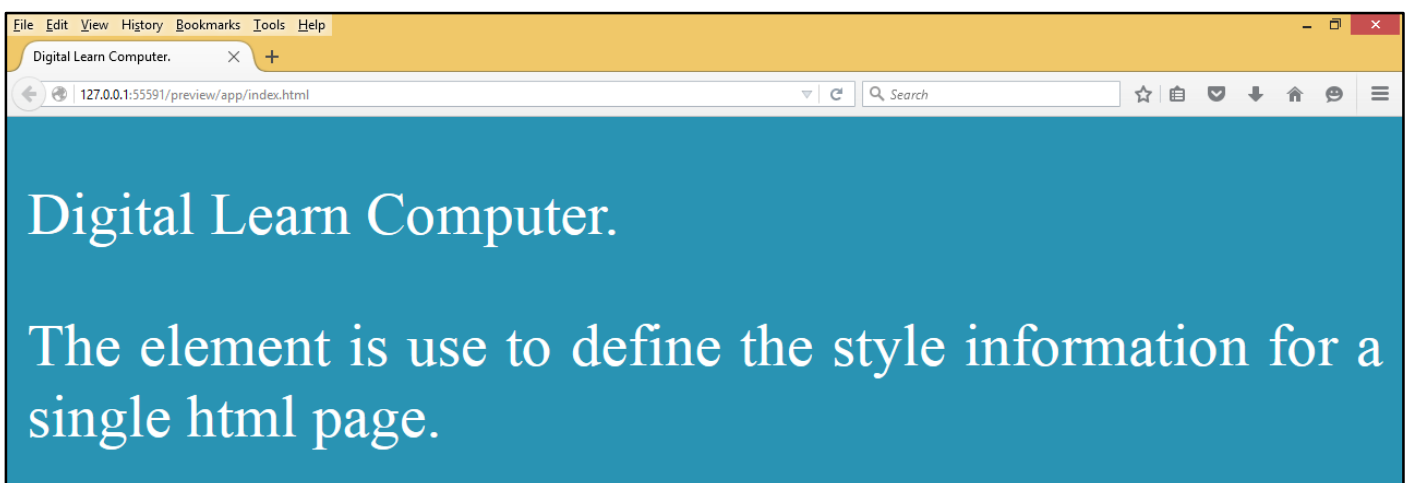 File Edit View History Bookmarks Tools Help
Digital Learn Computer.
127.0.0.1:55591/preview/app/index.html
Search
Digital Learn Computer.
The element is use to define the style information for a
single html page.